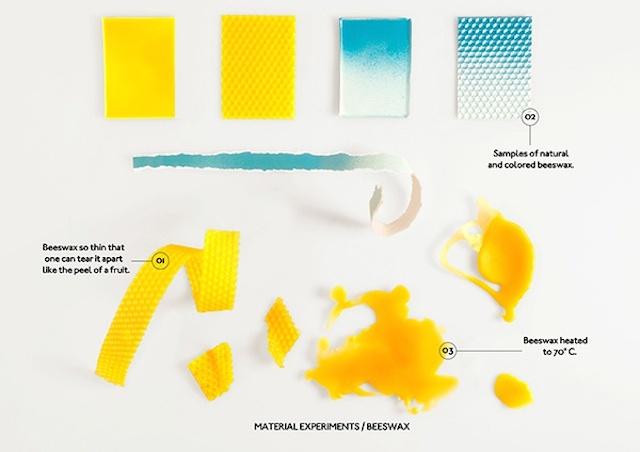 02
Samples of natural
and colored beeswax.
Beeswax so thin that
one can tear it apart
like the peel of a fruit.
01
03
Beeswax heated
to 70° C.
MATERIAL EXPERIMENTS / BEESWAX